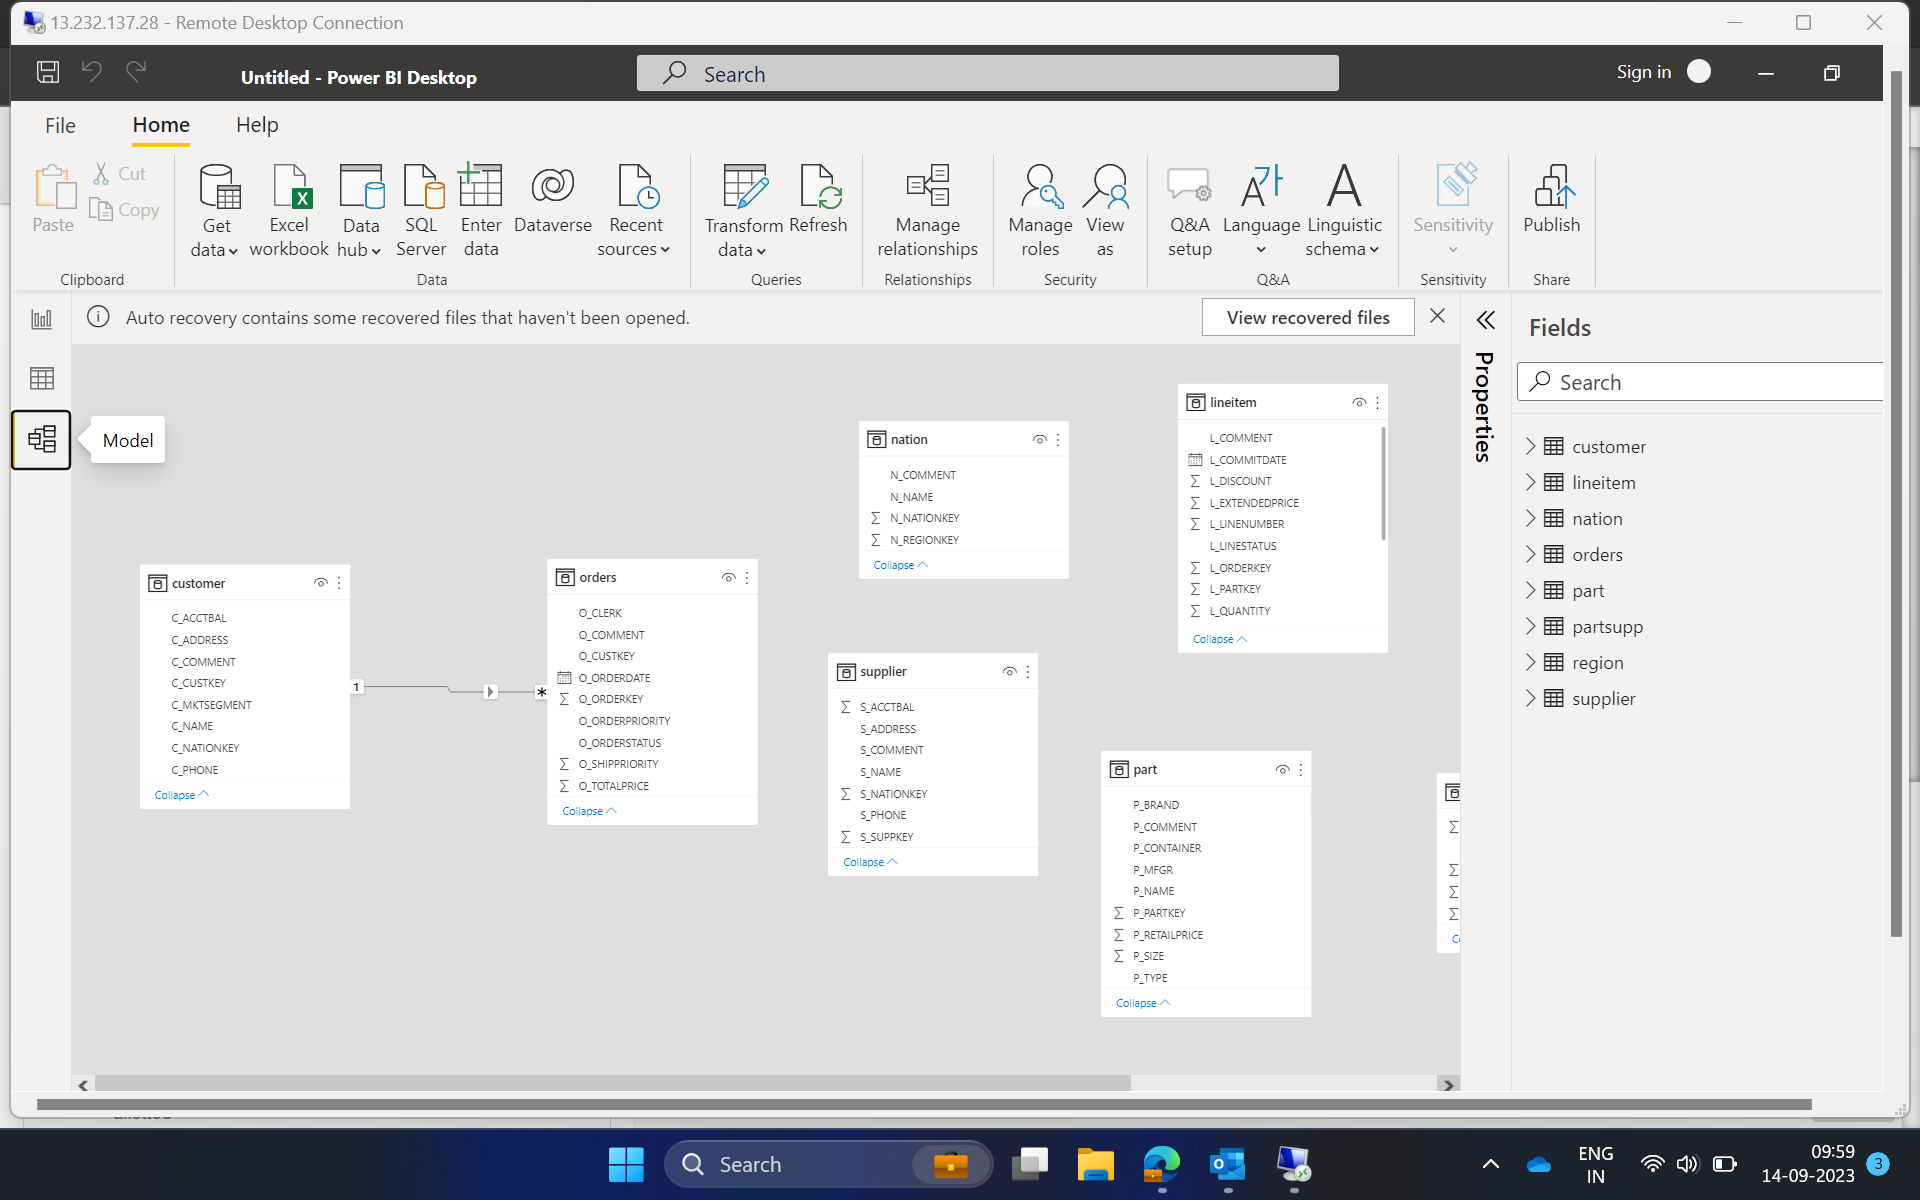 13.232.137.28 - Remote Desktop Connection
Untitled - Power BI Desktop
Search
Sign in
File
Home
Help
Paste
Cut
Copy
Clipboard
Get data
Excel workbook
Data hub
SQL Server
Enter data
Dataverse
Recent sources
Data
Transform data
Refresh
Queries
Manage relationships
Relationships
Manage roles
View as
Security
Q&A setup
Language
Linguistic schema
Q&A
Sensitivity
Sensitivity
Publish
Share
Auto recovery contains some recovered files that haven't been opened.
View recovered files
Model
customer
C_ACCTBAL
C_ADDRESS
C_COMMENT
C_CUSTKEY
C_MKTSEGMENT
C_NAME
C_NATIONKEY
C_PHONE
Collapse
1
*
orders
O_CLERK
O_COMMENT
O_CUSTKEY
O_ORDERDATE
O_ORDERKEY
O_ORDERPRIORITY
O_ORDERSTATUS
O_SHIPPRIORITY
O_TOTALPRICE
Collapse
nation
N_COMMENT
N_NAME
N_NATIONKEY
N_REGIONKEY
Collapse
supplier
S_ACCTBAL
S_ADDRESS
S_COMMENT
S_NAME
S_NATIONKEY
S_PHONE
S_SUPPKEY
Collapse
lineitem
L_COMMENT
L_COMMITDATE
L_DISCOUNT
L_EXTENDEDPRICE
L_LINENUMBER
L_LINESTATUS
L_ORDERKEY
L_PARTKEY
L_QUANTITY
Collapse
part
P_BRAND
P_COMMENT
P_CONTAINER
P_MFGR
P_NAME
P_PARTKEY
P_RETAILPRICE
P_SIZE
P_TYPE
Collapse
Properties
Fields
Search
customer
lineitem
nation
orders
part
partsupp
region
supplier
Search
ENG
IN
09:59
14-09-2023
3